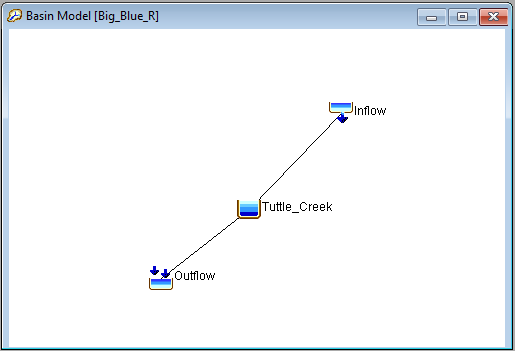 Basin Model [Big_Blue_R]
Inflow
Tuttle_Creek
Outflow